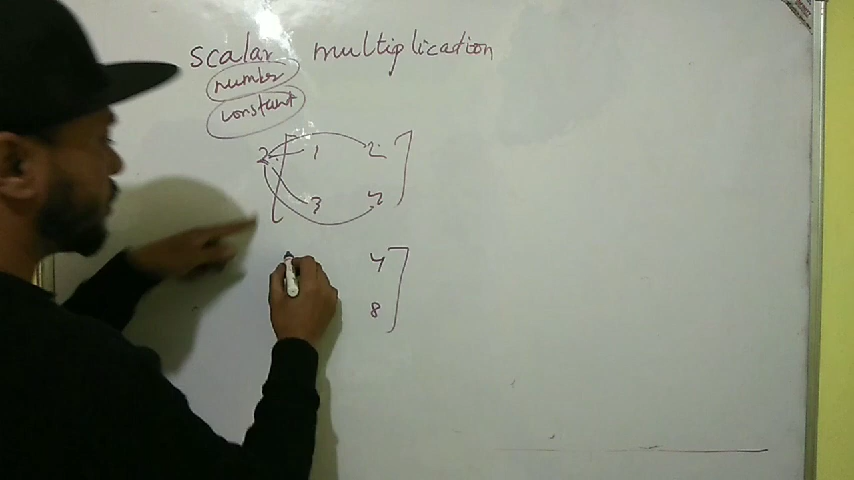 scalar multiplication
number
constant
2 [ 1 2 ]
3 4
4 ]
8